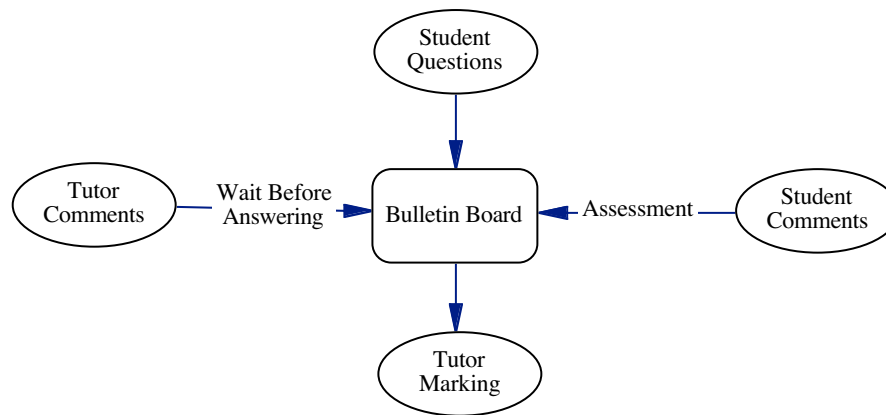 Student
Questions
Tutor
Comments
Wait Before
Answering
Bulletin Board
Assessment
Student
Comments
Tutor
Marking